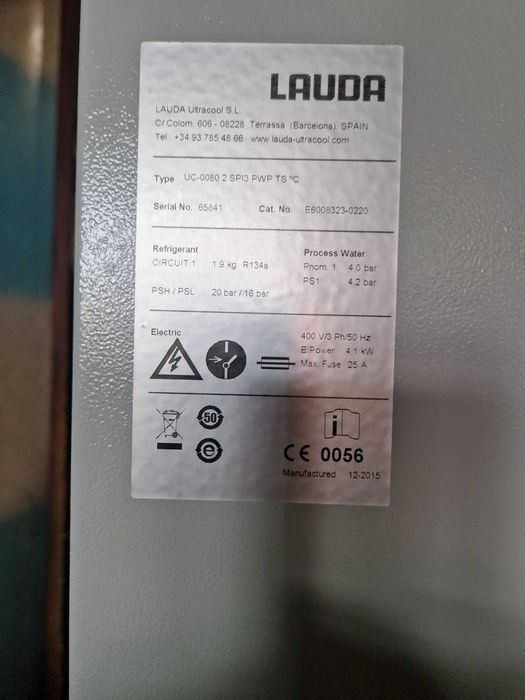 LAUDA
LAUDA Ultracool S.L.
C/ Colom, 606 - 08228 Terrassa (Barcelona) SPAIN
Tel. +34 93 785 48 66 www.lauda-ultracool.com
Type UC-0080 2 SPI3 PWP TS ºC
Serial No. 65841 Cat. No. E6008323-0220
Refrigerant Process Water
CIRCUIT 1 1.9 kg R134a Pnom. 1 4.0 bar
PS1 4.2 bar
PSH / PSL 20 bar / 16 bar
Electric 400 V/3 Ph/50 Hz
E.Power 4,1 kW
Max. Fuse 25 A
50
i
e
CE 0056
Manufactured 12-2015